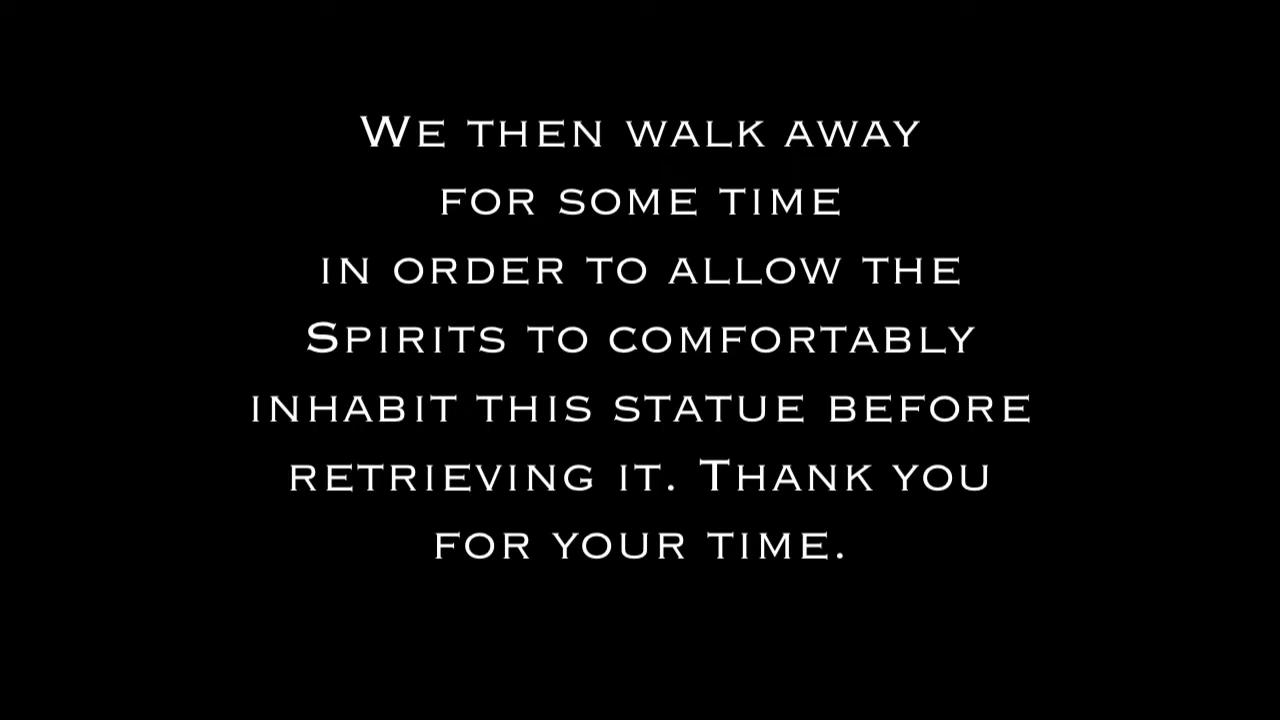 We then walk away
for some time
in order to allow the
Spirits to comfortably
inhabit this statue before
retrieving it. Thank you
for your time.